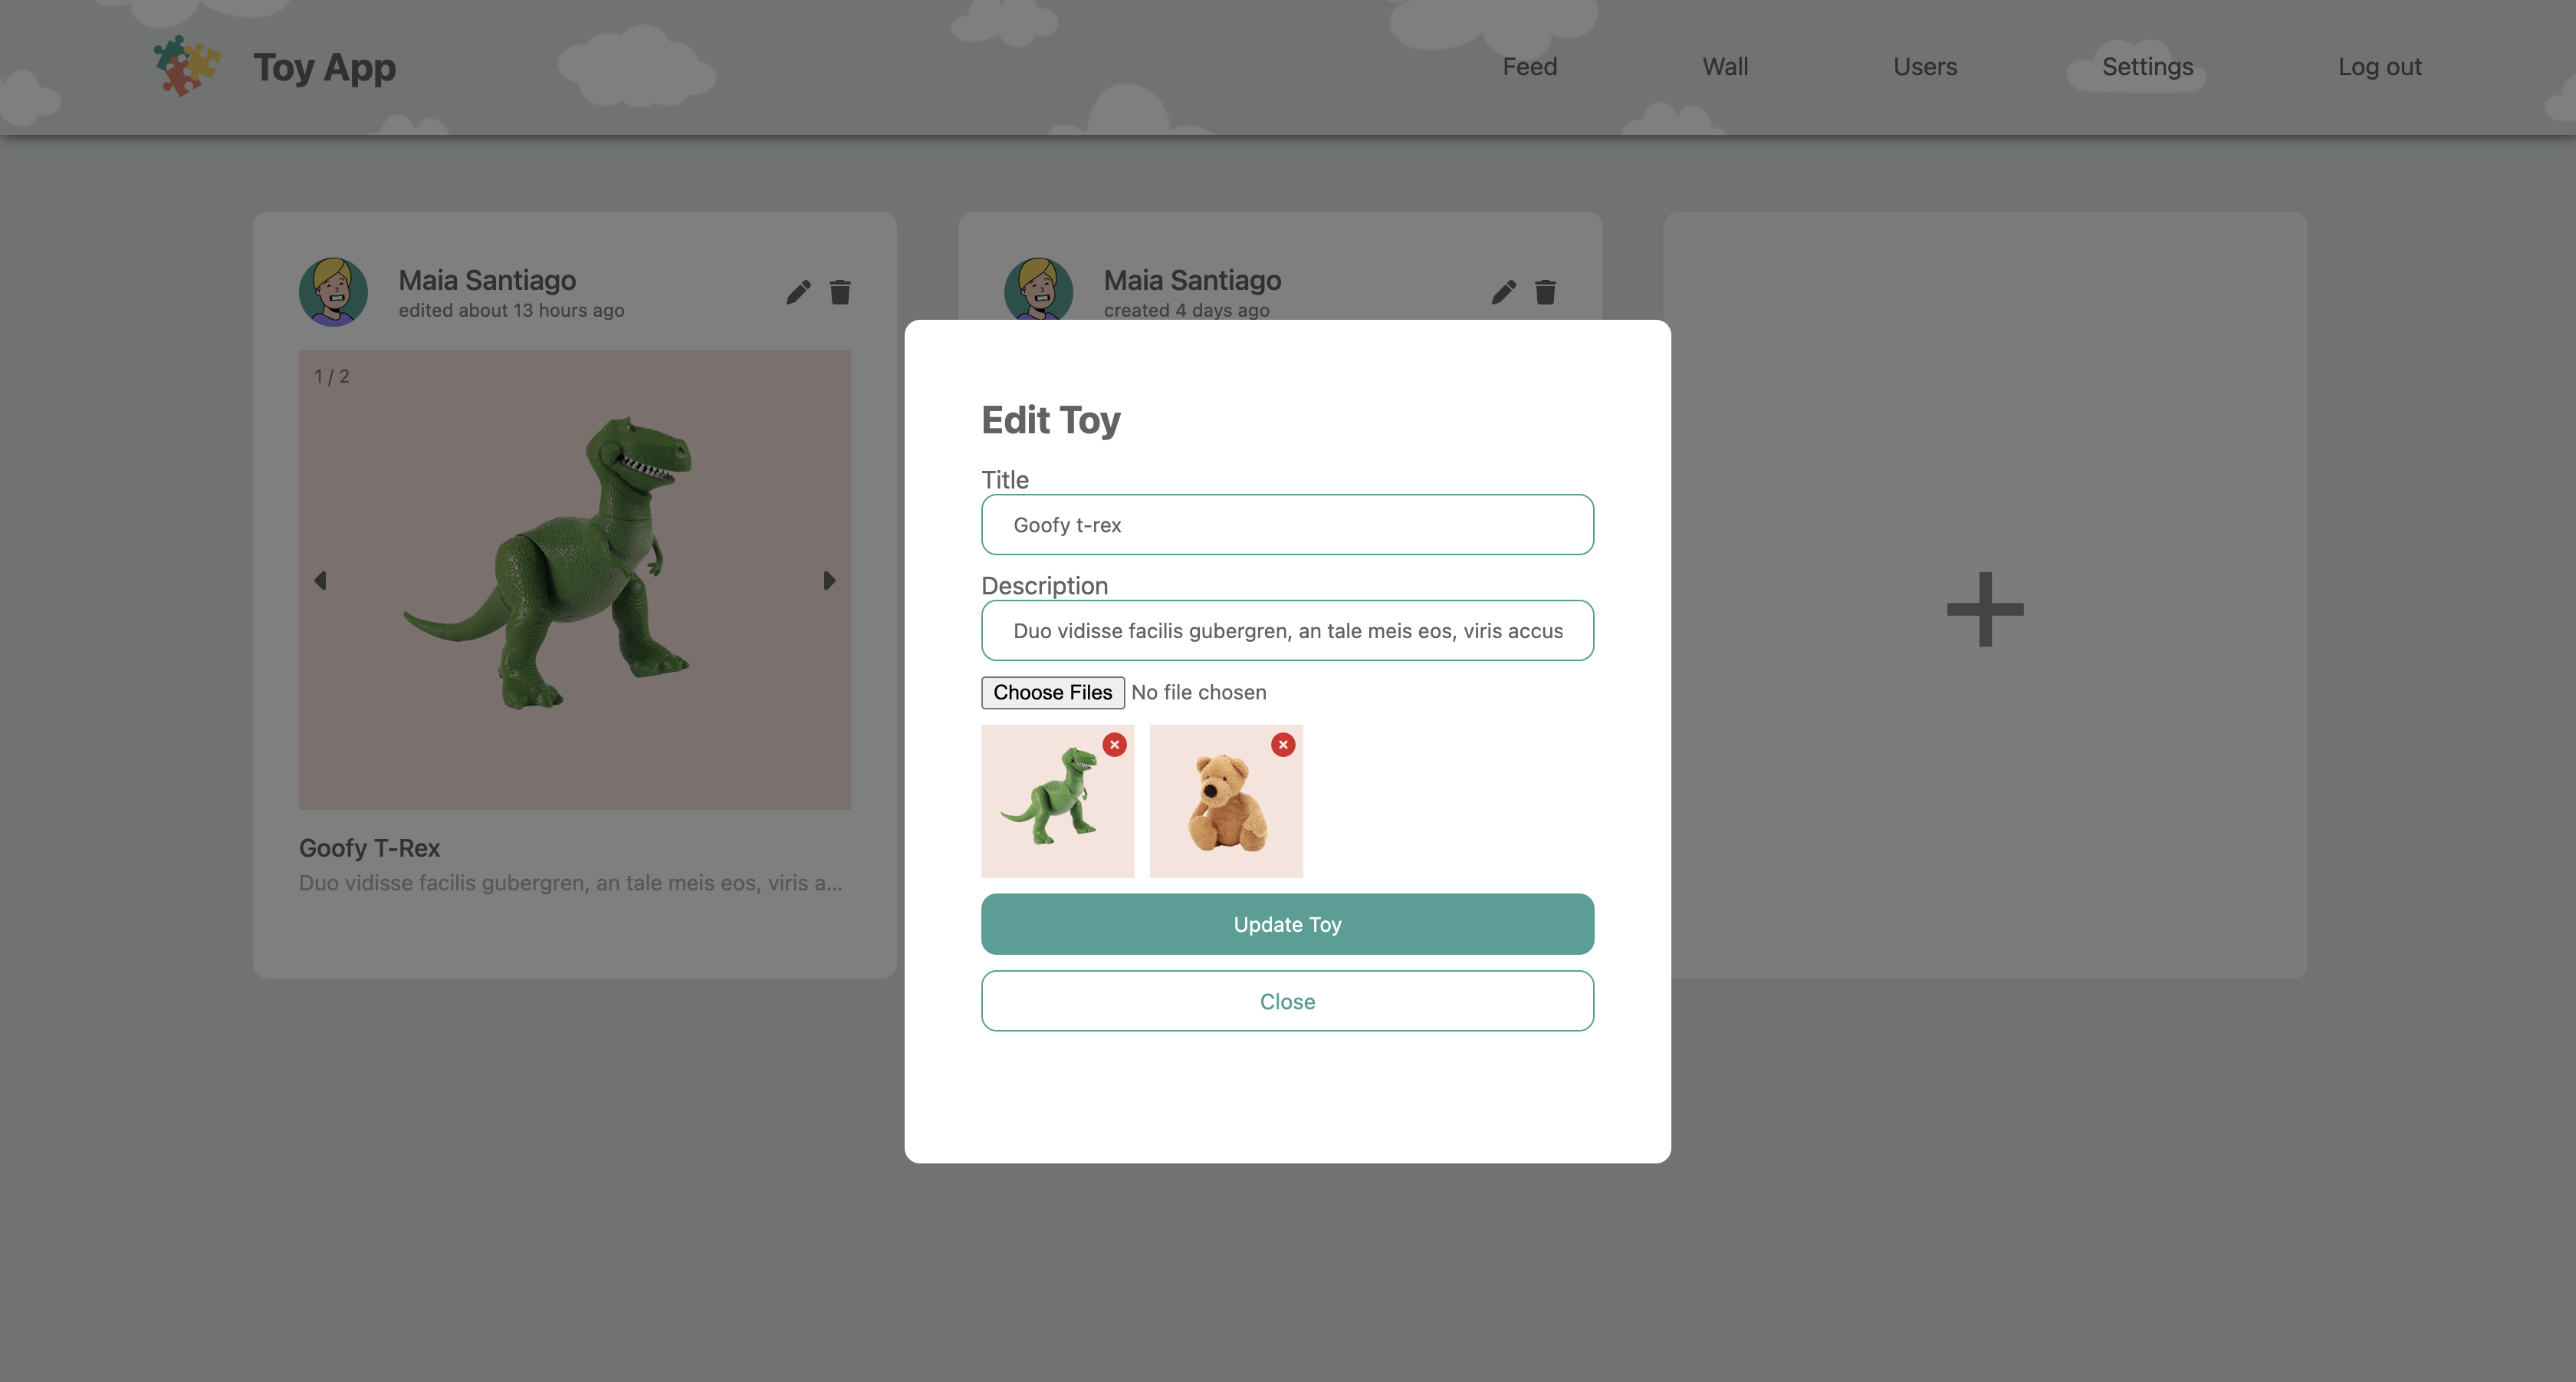 Toy App
Feed
Wall
Users
Settings
Log out
Maia Santiago
edited about 13 hours ago
1 / 2
Goofy T-Rex
Duo vidisse facilis gubergren, an tale meis eos, viris a...
Maia Santiago
created 4 days ago
Edit Toy
Title
Goofy t-rex
Description
Duo vidisse facilis gubergren, an tale meis eos, viris accus
Choose Files No file chosen
Update Toy
Close